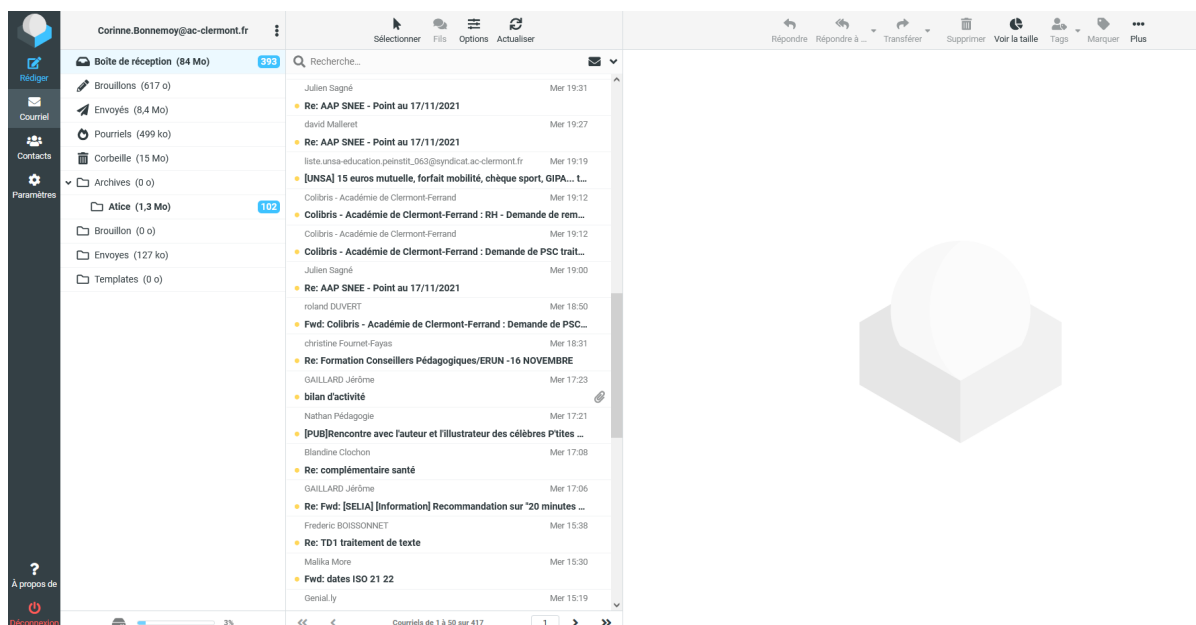 Corinne.Bonnemoy@ac-clermont.fr
Rédiger
Courriel
Contacts
Paramètres
À propos de
Déconnexion
Boîte de réception (84 Mo) 393
Brouillons (617 o)
Envoyés (8,4 Mo)
Pourriels (499 ko)
Corbeille (15 Mo)
Archives (0 o)
Atice (1,3 Mo) 102
Brouillon (0 o)
Envoyes (127 ko)
Templates (0 o)
3%
Sélectionner Fils Options Actualiser
Recherche...
Julien Sagné Mer 19:31
Re: AAP SNEE - Point au 17/11/2021
david Malleret Mer 19:27
Re: AAP SNEE - Point au 17/11/2021
liste.unsa-education.peinstit_063@syndicat.ac-clermont.fr Mer 19:19
[UNSA] 15 euros mutuelle, forfait mobilité, chèque sport, GIPA... t...
Colibris - Académie de Clermont-Ferrand Mer 19:12
Colibris - Académie de Clermont-Ferrand : RH - Demande de rem...
Colibris - Académie de Clermont-Ferrand Mer 19:12
Colibris - Académie de Clermont-Ferrand : Demande de PSC trait...
Julien Sagné Mer 19:00
Re: AAP SNEE - Point au 17/11/2021
roland DUVERT Mer 18:50
Fwd: Colibris - Académie de Clermont-Ferrand : Demande de PSC...
christine Fournet-Fayas Mer 18:31
Re: Formation Conseillers Pédagogiques/ERUN -16 NOVEMBRE
GAILLARD Jérôme Mer 17:23
bilan d'activité
Nathan Pédagogie Mer 17:21
[PUB]Rencontre avec l'auteur et l'illustrateur des célèbres P'tites ...
Blandine Clochon Mer 17:08
Re: complémentaire santé
GAILLARD Jérôme Mer 17:06
Re: Fwd: [SELIA] [Information] Recommandation sur "20 minutes ...
Frederic BOISSONNET Mer 15:38
Re: TD1 traitement de texte
Malika More Mer 15:30
Fwd: dates ISO 21 22
Genial.ly Mer 15:19
Courriels de 1 à 50 sur 417 1
Répondre Répondre à ... Transférer Supprimer Voir la taille Tags Marquer Plus